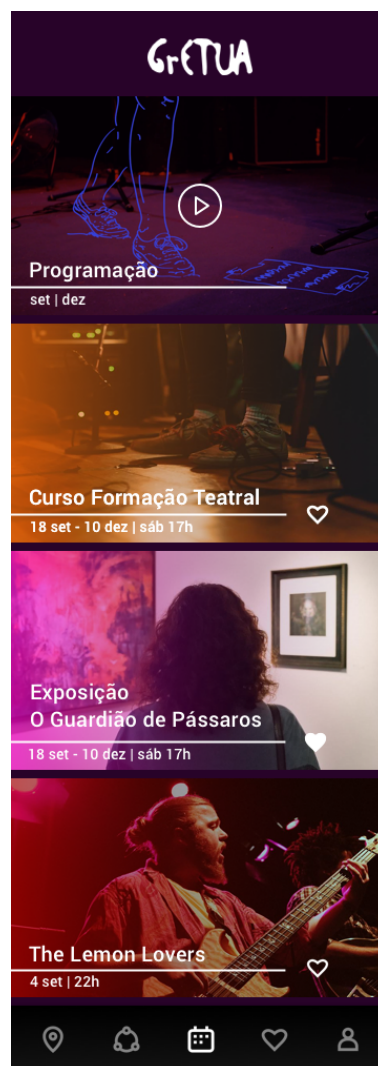 GrETUA
Programação
set | dez
Curso Formação Teatral
18 set - 10 dez | sáb 17h
Exposição
O Guardião de Pássaros
18 set - 10 dez | sáb 17h
The Lemon Lovers
4 set | 22h